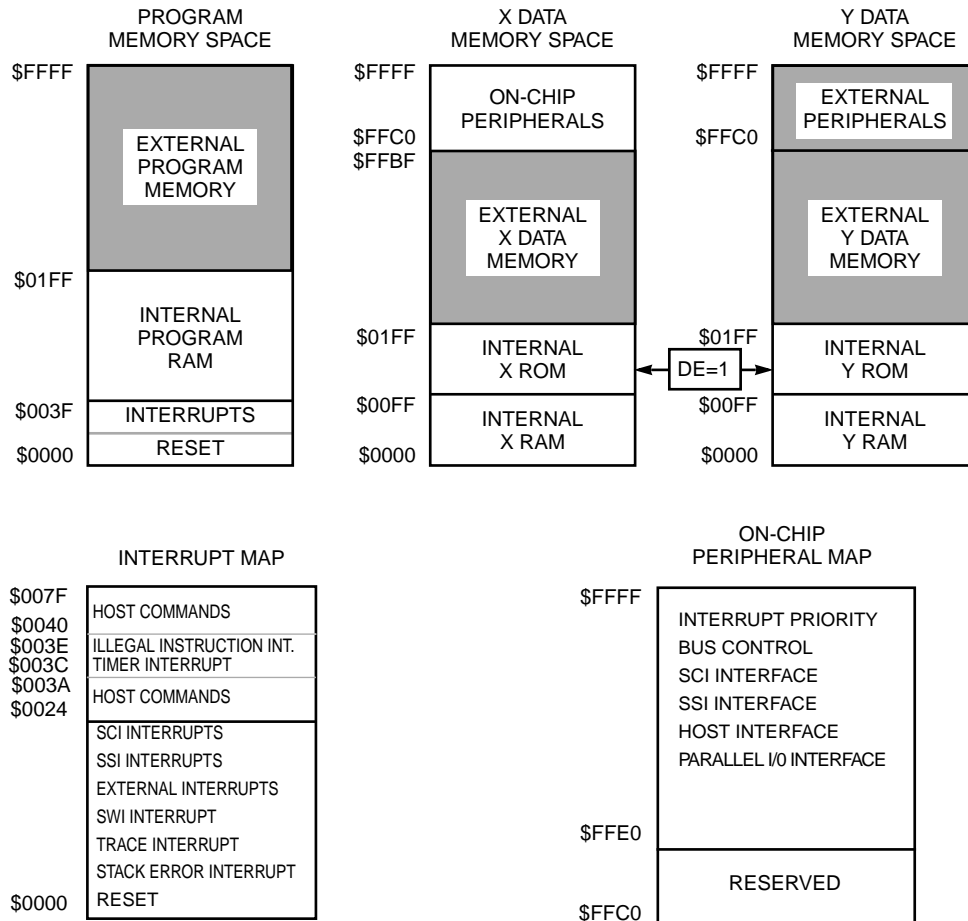 PROGRAM
MEMORY SPACE
$FFFF
EXTERNAL
PROGRAM
MEMORY
$01FF
INTERNAL
PROGRAM
RAM
$003F
INTERRUPTS
RESET
$0000
X DATA
MEMORY SPACE
$FFFF
ON-CHIP
PERIPHERALS
$FFC0
$FFBF
EXTERNAL
X DATA
MEMORY
$01FF
INTERNAL
X ROM
$00FF
INTERNAL
X RAM
$0000
DE=1
Y DATA
MEMORY SPACE
$FFFF
EXTERNAL
PERIPHERALS
$FFC0
EXTERNAL
Y DATA
MEMORY
$01FF
INTERNAL
Y ROM
$00FF
INTERNAL
Y RAM
$0000
INTERRUPT MAP
$007F
HOST COMMANDS
$0040
$003E ILLEGAL INSTRUCTION INT.
$003C TIMER INTERRUPT
$003A
HOST COMMANDS
$0024
SCI INTERRUPTS
SSI INTERRUPTS
EXTERNAL INTERRUPTS
SWI INTERRUPT
TRACE INTERRUPT
STACK ERROR INTERRUPT
$0000 RESET
ON-CHIP
PERIPHERAL MAP
$FFFF
INTERRUPT PRIORITY
BUS CONTROL
SCI INTERFACE
SSI INTERFACE
HOST INTERFACE
PARALLEL I/0 INTERFACE
$FFE0
RESERVED
$FFC0